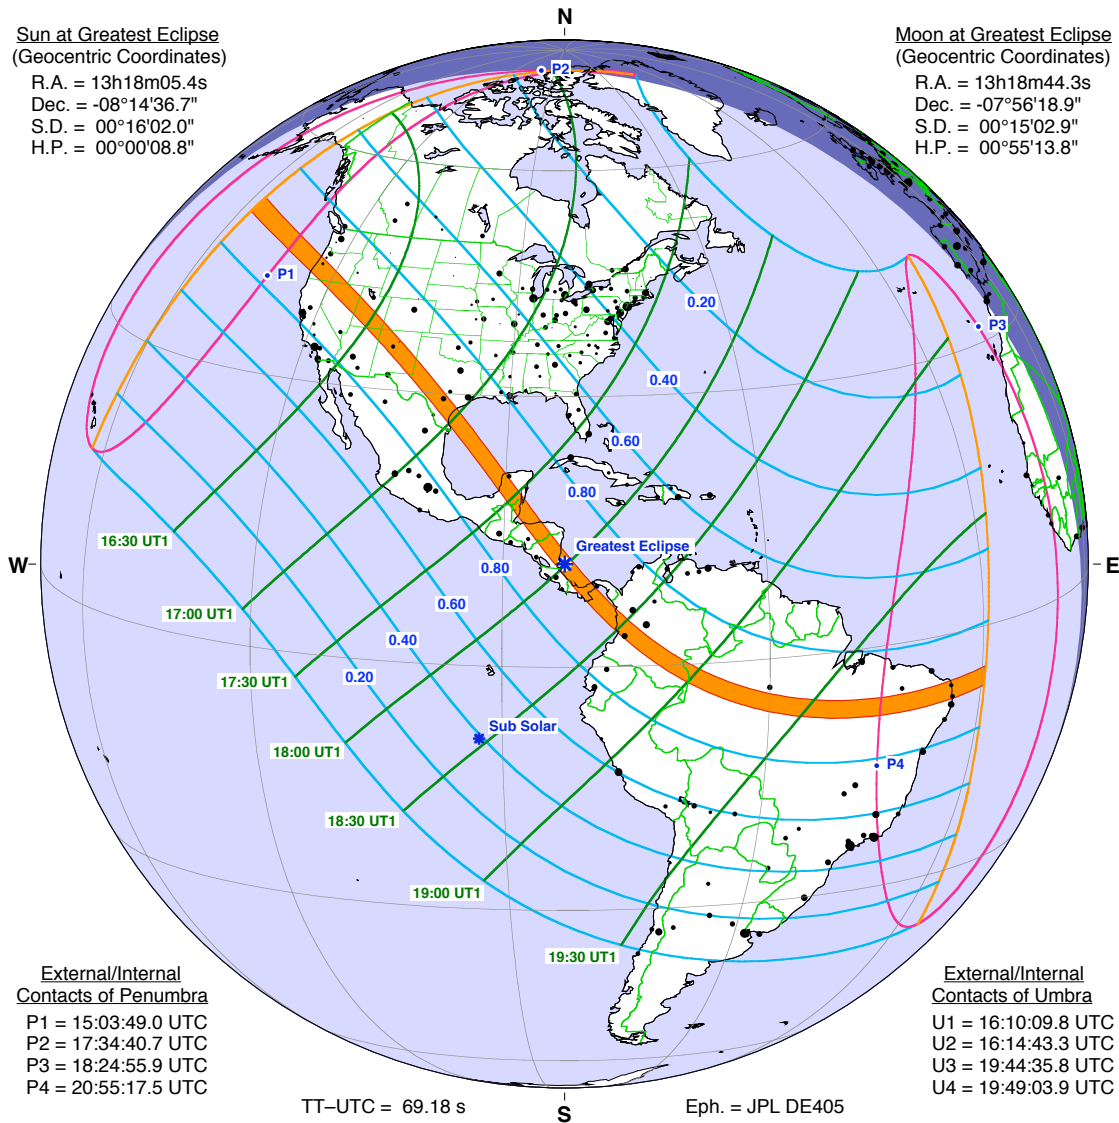 N
Sun at Greatest Eclipse
(Geocentric Coordinates)
R.A. = 13h18m05.4s
Dec. = -08°14'36.7"
S.D. = 00°16'02.0"
H.P. = 00°00'08.8"
Moon at Greatest Eclipse
(Geocentric Coordinates)
R.A. = 13h18m44.3s
Dec. = -07°56'18.9"
S.D. = 00°15'02.9"
H.P. = 00°55'13.8"
P2
P1
0.20
P3
0.40
0.60
0.80
16:30 UT1
Greatest Eclipse
W
E
0.80
17:00 UT1
0.60
0.40
17:30 UT1
0.20
Sub Solar
18:00 UT1
P4
18:30 UT1
19:00 UT1
19:30 UT1
External/Internal
Contacts of Penumbra
P1 = 15:03:49.0 UTC
P2 = 17:34:40.7 UTC
P3 = 18:24:55.9 UTC
P4 = 20:55:17.5 UTC
External/Internal
Contacts of Umbra
U1 = 16:10:09.8 UTC
U2 = 16:14:43.3 UTC
U3 = 19:44:35.8 UTC
U4 = 19:49:03.9 UTC
TT–UTC = 69.18 s
Eph. = JPL DE405
S